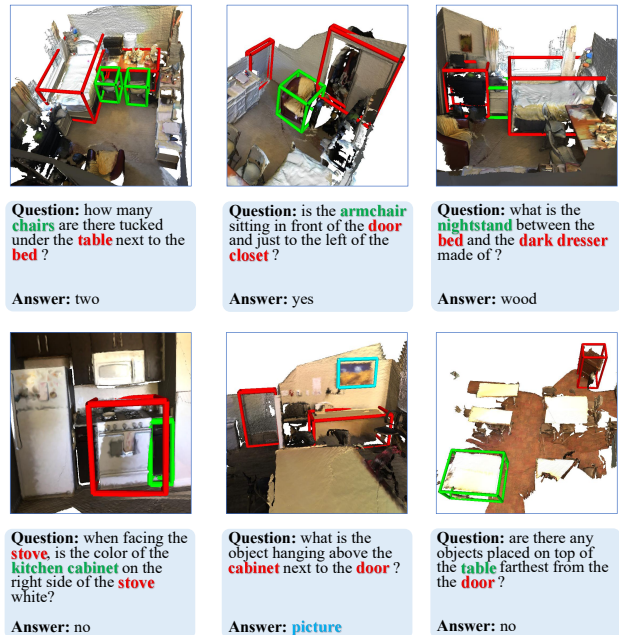 Question: how many
chairs are there tucked
under the table next to the
bed ?
Answer: two
Question: is the armchair
sitting in front of the door
and just to the left of the
closet ?
Answer: yes
Question: what is the
nightstand between the
bed and the dark dresser
made of ?
Answer: wood
Question: when facing the
stove, is the color of the
kitchen cabinet on the
right side of the stove
white?
Answer: no
Question: what is the
object hanging above the
cabinet next to the door ?
Answer: picture
Question: are there any
objects placed on top of
the table farthest from the
the door ?
Answer: no